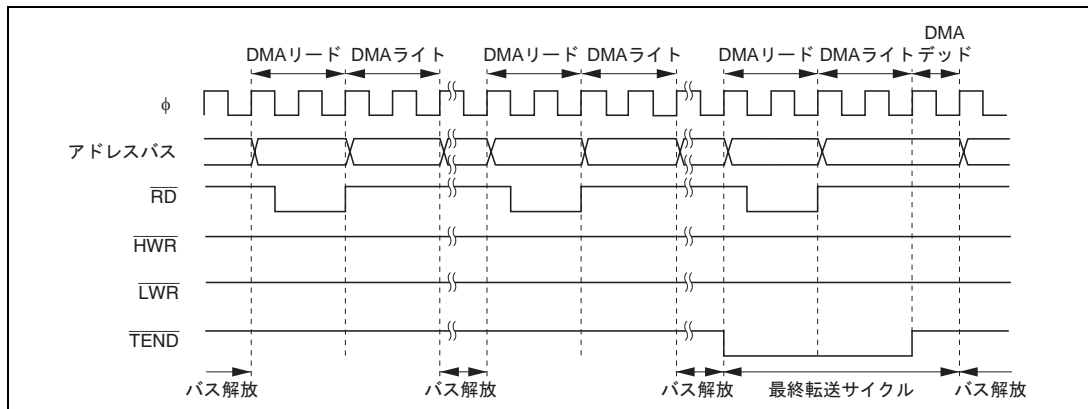 DMA
DMAリード DMAライト DMAリード DMAライト DMAリード DMAライト デッド
φ
アドレスバス
RD
HWR
LWR
TEND
バス解放 バス解放 バス解放 最終転送サイクル バス解放